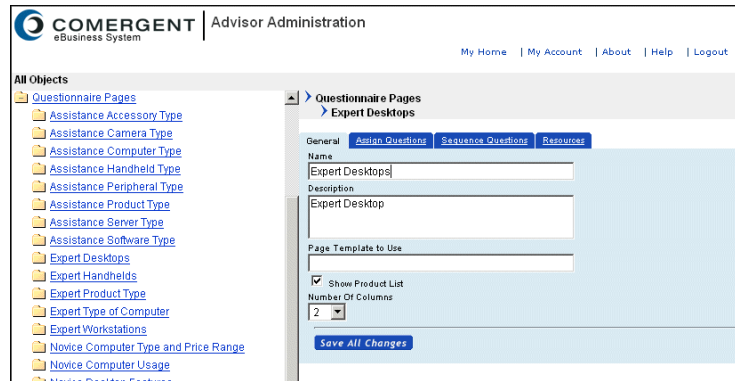 COMERGENT
eBusiness System
Advisor Administration
My Home | My Account | About | Help | Logout
All Objects
Questionnaire Pages
Assistance Accessory Type
Assistance Camera Type
Assistance Computer Type
Assistance Handheld Type
Assistance Peripheral Type
Assistance Product Type
Assistance Server Type
Assistance Software Type
Expert Desktops
Expert Handhelds
Expert Product Type
Expert Type of Computer
Expert Workstations
Novice Computer Type and Price Range
Novice Computer Usage
Novice Desktop Features
Questionnaire Pages
Expert Desktops
General Assign Questions Sequence Questions Resources
Name
Expert Desktops
Description
Expert Desktop
Page Template to Use
Show Product List
Number Of Columns
2
Save All Changes